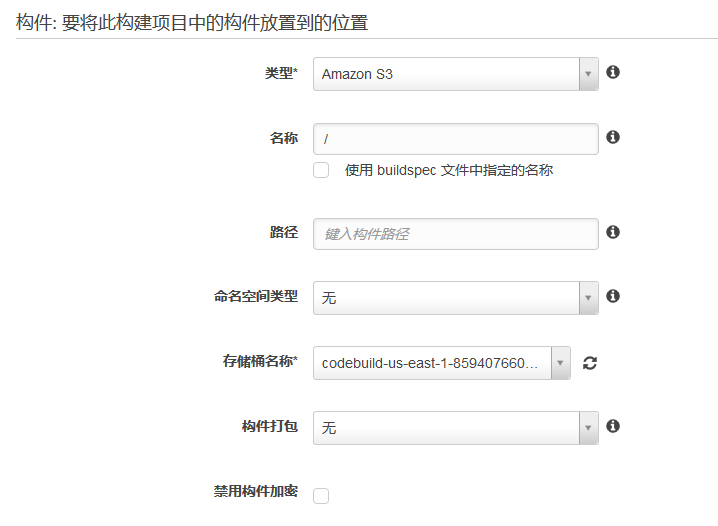 构件: 要将此构建项目中的构件放置到的位置
类型* Amazon S3
名称 /
使用 buildspec 文件中指定的名称
路径 键入构件路径
命名空间类型 无
存储桶名称* codebuild-us-east-1-859407660...
构件打包 无
禁用构件加密